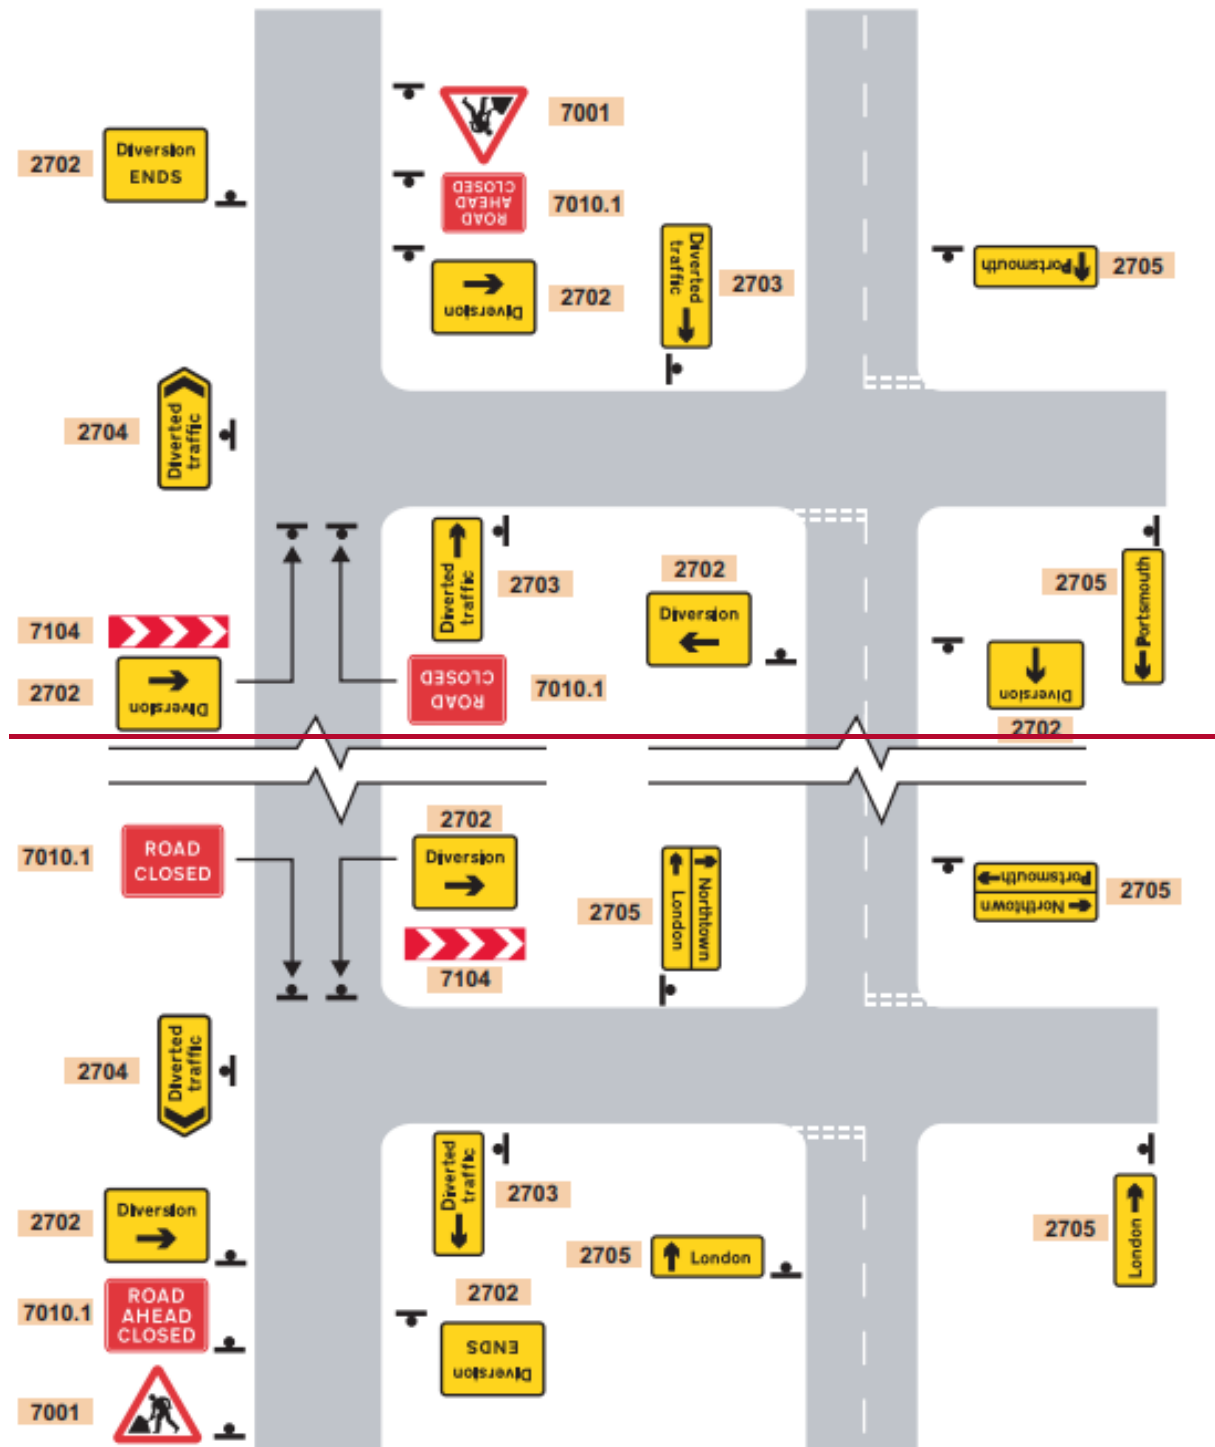 7001
2702
Diversion
ENDS
7010.1
ROAD
AHEAD
CLOSED
2702
Diversion
Diverted
traffic
2703
Portsmouth
2705
2704
Diverted
traffic
Diverted
traffic
2703
2702
Diversion
2705
Portsmouth
7104
2702
Diversion
ROAD
CLOSED
7010.1
Diversion
2702
7010.1
ROAD
CLOSED
2702
Diversion
7104
2705
Northtown
London
Northtown
Portsmouth
2705
2704
Diverted
traffic
Diverted
traffic
2703
2702
Diversion
2705
London
2705
London
7010.1
ROAD
AHEAD
CLOSED
2702
Diversion
ENDS
7001